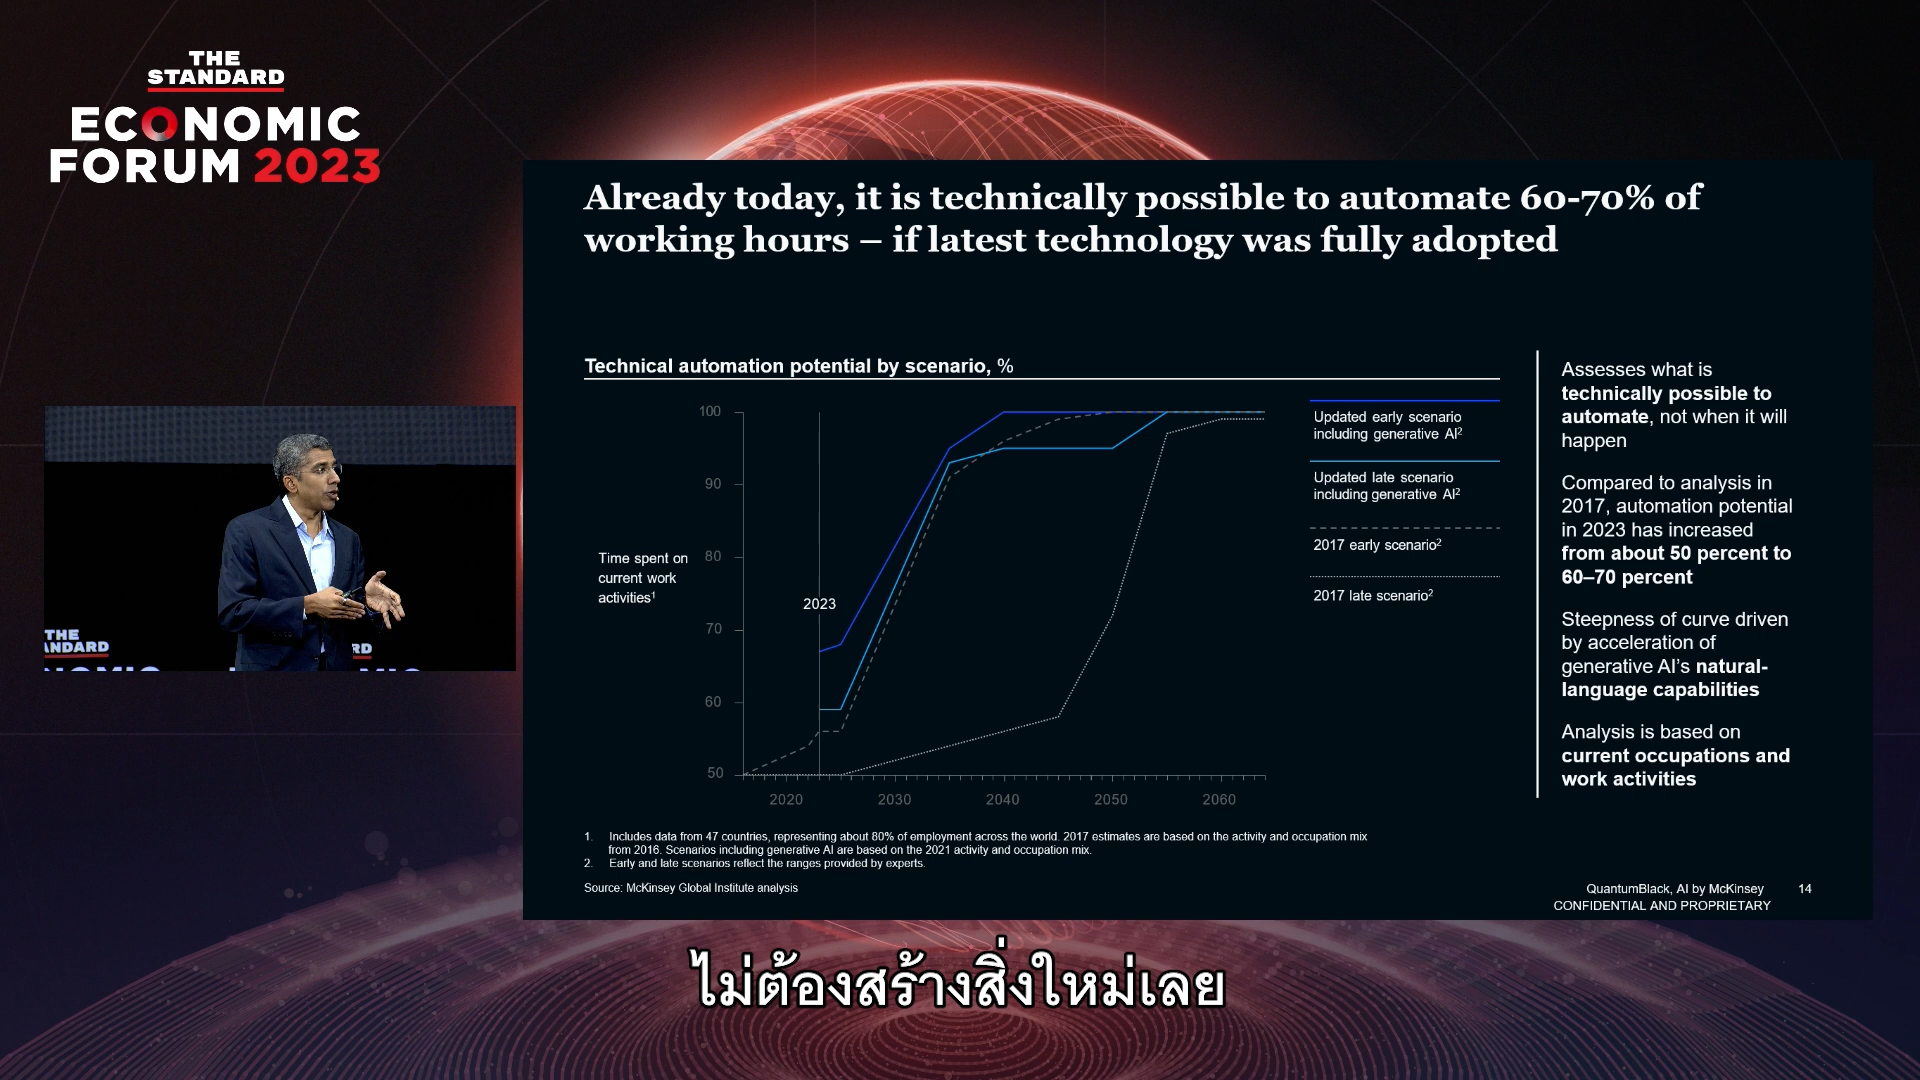 THE
STANDARD
ECONOMIC
FORUM 2023
Already today, it is technically possible to automate 60-70% of
working hours – if latest technology was fully adopted
Technical automation potential by scenario, %
100
90
80
70
60
50
Time spent on
current work
activities¹
2023
2020 2030 2040 2050 2060
Updated early scenario
including generative AI²
Updated late scenario
including generative AI²
2017 early scenario²
2017 late scenario²
Assesses what is
technically possible to
automate, not when it will
happen
Compared to analysis in
2017, automation potential
in 2023 has increased
from about 50 percent to
60–70 percent
Steepness of curve driven
by acceleration of
generative AI’s natural-
language capabilities
Analysis is based on
current occupations and
work activities
1. Includes data from 47 countries, representing about 80% of employment across the world. 2017 estimates are based on the activity and occupation mix
from 2016. Scenarios including generative AI are based on the 2021 activity and occupation mix.
2. Early and late scenarios reflect the ranges provided by experts.
Source: McKinsey Global Institute analysis
QuantumBlack, AI by McKinsey 14
CONFIDENTIAL AND PROPRIETARY
THE
ANDARD
RD
ไม่ต้องสร้างสิ่งใหม่เลย